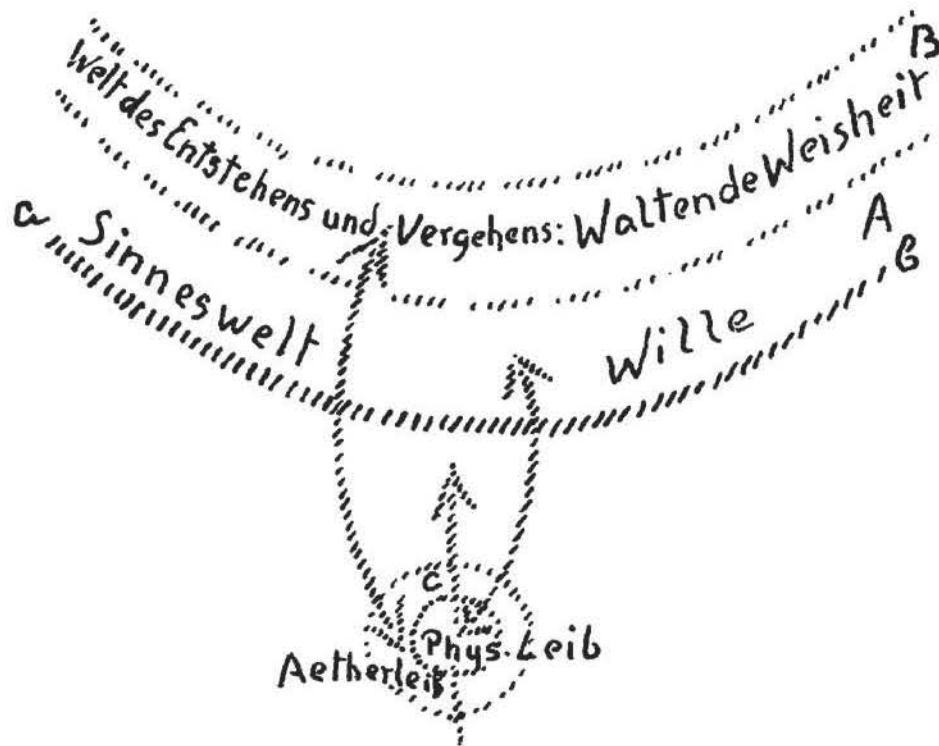 B
Welt des Entstehens und Vergehens: Waltende Weisheit
A
a Sinneswelt Wille b
c
Phys. Leib
Aetherleib